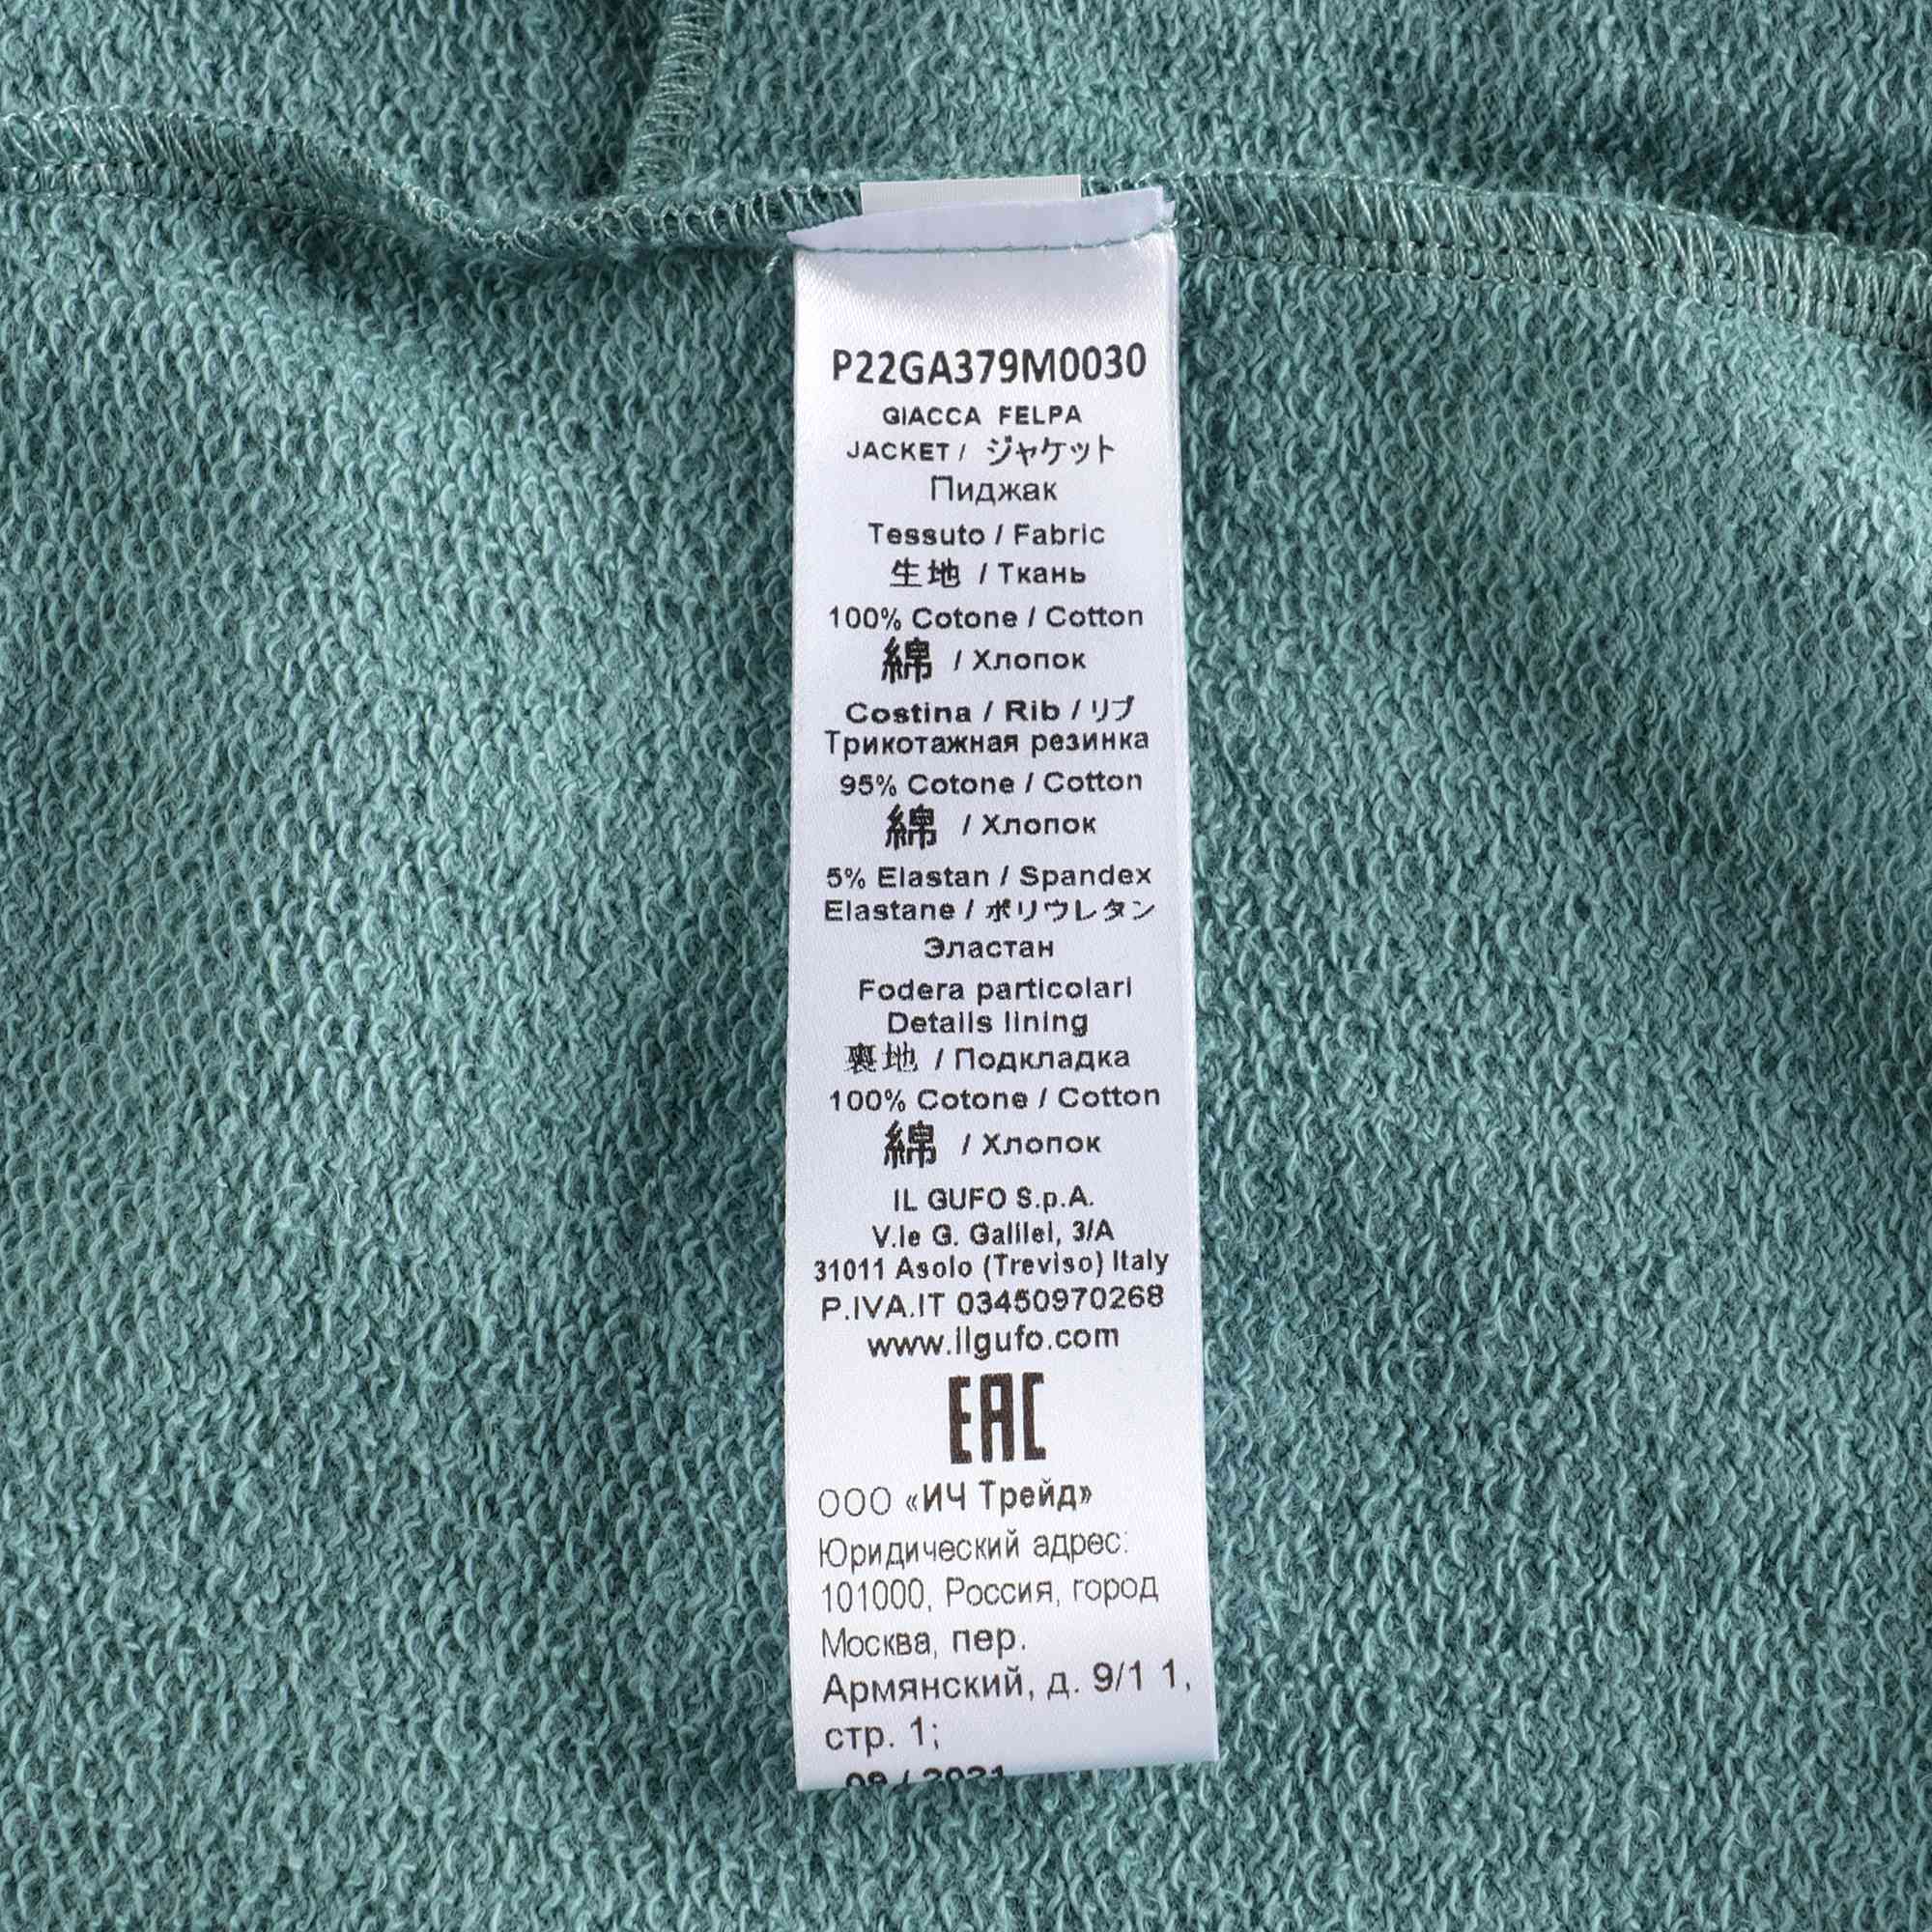 P22GA379M0030
GIACCA FELPA
JACKET / ジャケット
Пиджак
Tessuto / Fabric
生地 / Ткань
100% Cotone / Cotton
綿 / Хлопок
Costina / Rib / リブ
Трикотажная резинка
95% Cotone / Cotton
綿 / Хлопок
5% Elastan / Spandex
Elastane / ポリウレタン
Эластан
Fodera particolari
Details lining
裏地 / Подкладка
100% Cotone / Cotton
綿 / Хлопок
IL GUFO S.p.A.
V.le G. Galilei, 3/A
31011 Asolo (Treviso) Italy
P.IVA.IT 03450970268
www.ilgufo.com
EAC
ООО «ИЧ Трейд»
Юридический адрес:
101000, Россия, город
Москва, пер.
Армянский, д. 9/1 1,
стр. 1;
09 / 2021